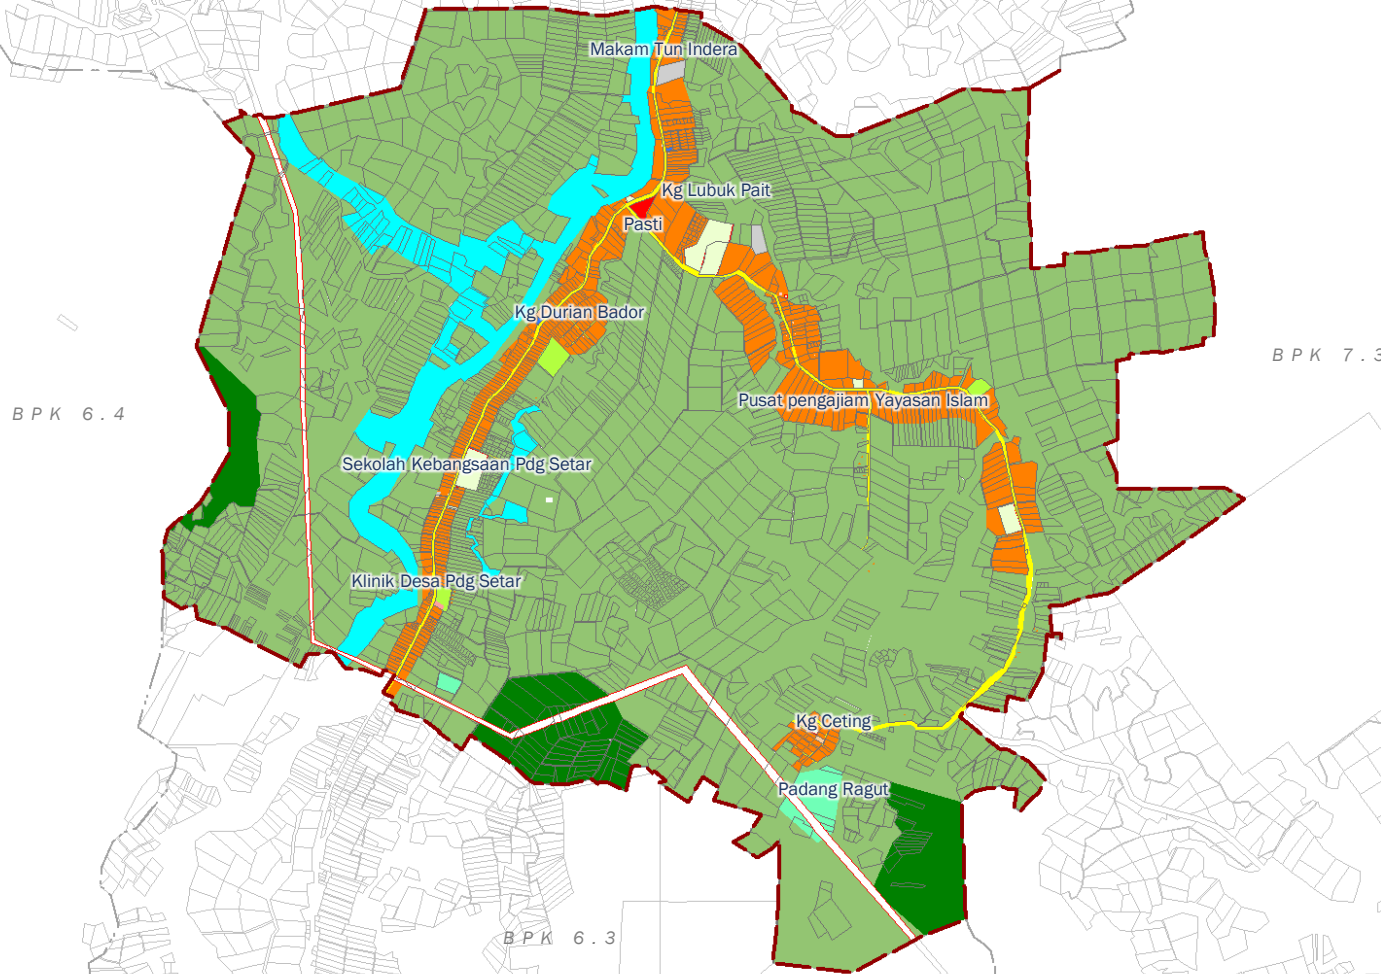 Makam Tun Indera
Kg Lubuk Pait
Pasti
Kg Durian Bador
BPK 7.3
BPK 6.4
Pusat pengajiam Yayasan Islam
Sekolah Kebangsaan Pdg Setar
Klinik Desa Pdg Setar
Kg Ceting
Padang Ragut
BPK 6.3